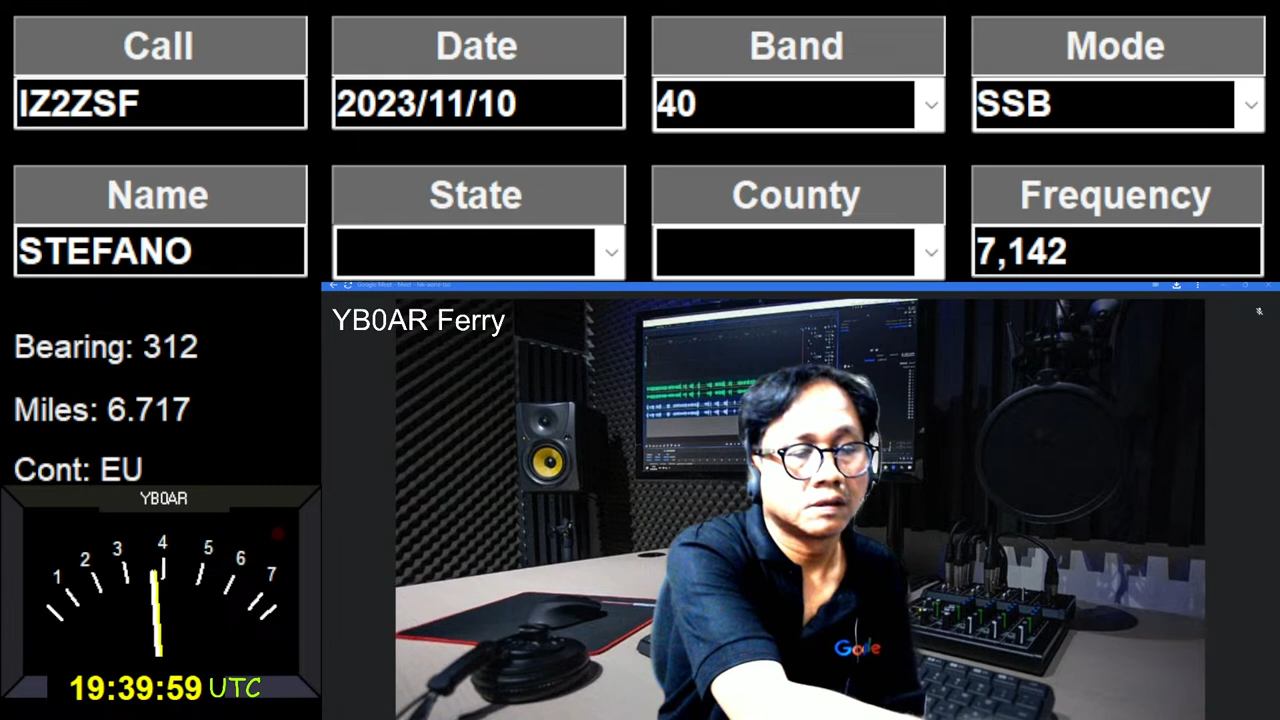 Call
Date
Band
Mode
IZ2ZSF
2023/11/10
40
SSB
Name
State
County
Frequency
STEFANO
7,142
Bearing: 312
Miles: 6.717
Cont: EU
YB0AR Ferry
YB0AR
1 2 3 4 5 6 7
19:39:59 UTC